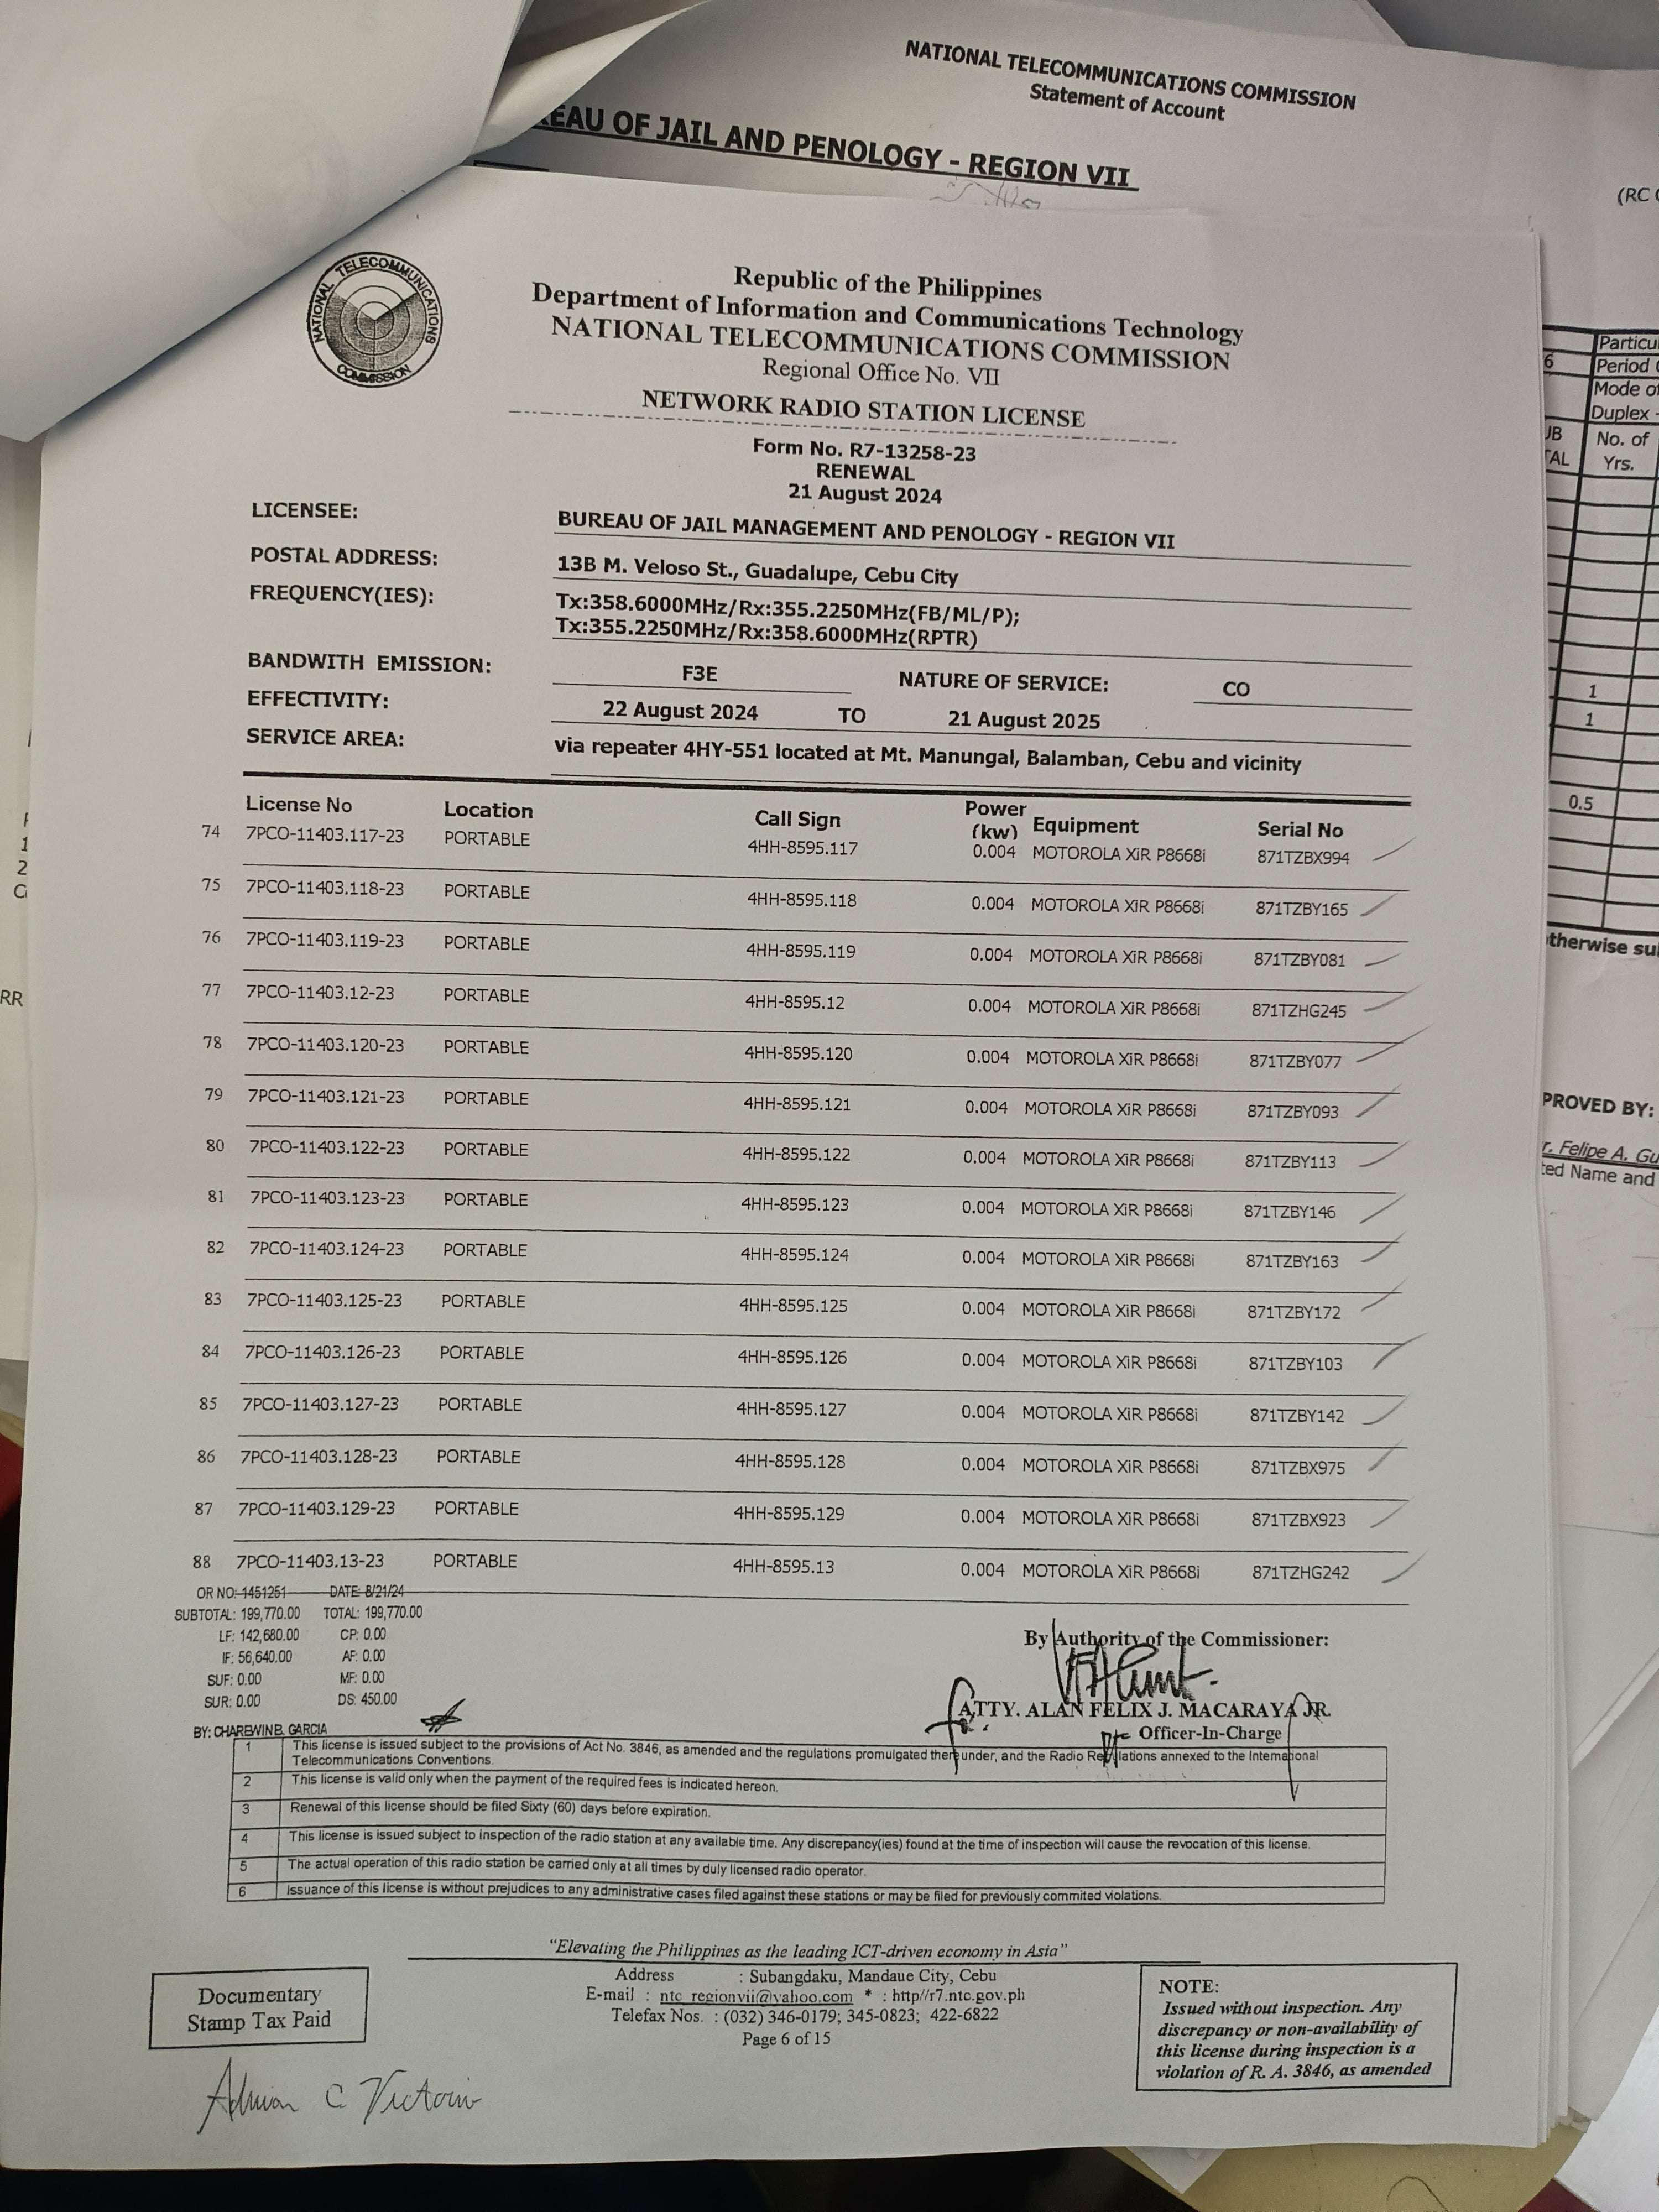 NATIONAL TELECOMMUNICATIONS COMMISSION
Statement of Account
EAU OF JAIL AND PENOLOGY - REGION VII
(RC
NATIONAL TELECOMMUNICATIONS COMMISSION
Republic of the Philippines
Department of Information and Communications Technology
NATIONAL TELECOMMUNICATIONS COMMISSION
Regional Office No. VII
NETWORK RADIO STATION LICENSE
Form No. R7-13258-23
RENEWAL
21 August 2024
LICENSEE: BUREAU OF JAIL MANAGEMENT AND PENOLOGY - REGION VII
POSTAL ADDRESS: 13B M. Veloso St., Guadalupe, Cebu City
FREQUENCY(IES): Tx:358.6000MHz/Rx:355.2250MHz(FB/ML/P);
Tx:355.2250MHz/Rx:358.6000MHz(RPTR)
BANDWITH EMISSION: F3E NATURE OF SERVICE: CO
EFFECTIVITY: 22 August 2024 TO 21 August 2025
SERVICE AREA: via repeater 4HY-551 located at Mt. Manungal, Balamban, Cebu and vicinity
License No Location Call Sign Power (kw) Equipment Serial No
74 7PCO-11403.117-23 PORTABLE 4HH-8595.117 0.004 MOTOROLA XiR P8668i 871TZBX994
75 7PCO-11403.118-23 PORTABLE 4HH-8595.118 0.004 MOTOROLA XiR P8668i 871TZBY165
76 7PCO-11403.119-23 PORTABLE 4HH-8595.119 0.004 MOTOROLA XiR P8668i 871TZBY081
77 7PCO-11403.12-23 PORTABLE 4HH-8595.12 0.004 MOTOROLA XiR P8668i 871TZHG245
78 7PCO-11403.120-23 PORTABLE 4HH-8595.120 0.004 MOTOROLA XiR P8668i 871TZBY077
79 7PCO-11403.121-23 PORTABLE 4HH-8595.121 0.004 MOTOROLA XiR P8668i 871TZBY093
80 7PCO-11403.122-23 PORTABLE 4HH-8595.122 0.004 MOTOROLA XiR P8668i 871TZBY113
81 7PCO-11403.123-23 PORTABLE 4HH-8595.123 0.004 MOTOROLA XiR P8668i 871TZBY146
82 7PCO-11403.124-23 PORTABLE 4HH-8595.124 0.004 MOTOROLA XiR P8668i 871TZBY163
83 7PCO-11403.125-23 PORTABLE 4HH-8595.125 0.004 MOTOROLA XiR P8668i 871TZBY172
84 7PCO-11403.126-23 PORTABLE 4HH-8595.126 0.004 MOTOROLA XiR P8668i 871TZBY103
85 7PCO-11403.127-23 PORTABLE 4HH-8595.127 0.004 MOTOROLA XiR P8668i 871TZBY142
86 7PCO-11403.128-23 PORTABLE 4HH-8595.128 0.004 MOTOROLA XiR P8668i 871TZBX975
87 7PCO-11403.129-23 PORTABLE 4HH-8595.129 0.004 MOTOROLA XiR P8668i 871TZBX923
88 7PCO-11403.13-23 PORTABLE 4HH-8595.13 0.004 MOTOROLA XiR P8668i 871TZHG242
OR NO: 1451251 DATE: 8/21/24
SUBTOTAL: 199,770.00 TOTAL: 199,770.00
LF: 142,680.00 CP: 0.00
IF: 56,640.00 AF: 0.00
SUF: 0.00 MF: 0.00
SUR: 0.00 DS: 450.00
BY: CHAREWIN B. GARCIA
By Authority of the Commissioner:
ATTY. ALAN FELIX J. MACARAYA JR.
Officer-In-Charge
1 This license is issued subject to the provisions of Act No. 3846, as amended and the regulations promulgated thereunder, and the Radio Regulations annexed to the International
Telecommunications Conventions.
2 This license is valid only when the payment of the required fees is indicated hereon.
3 Renewal of this license should be filed Sixty (60) days before expiration.
4 This license is issued subject to inspection of the radio station at any available time. Any discrepancy(ies) found at the time of inspection will cause the revocation of this license.
5 The actual operation of this radio station be carried only at all times by duly licensed radio operator.
6 Issuance of this license is without prejudices to any administrative cases filed against these stations or may be filed for previously commited violations.
"Elevating the Philippines as the leading ICT-driven economy in Asia"
Address : Subangdaku, Mandaue City, Cebu
E-mail : ntc_regionvii@yahoo.com * : http//r7.ntc.gov.ph
Telefax Nos. : (032) 346-0179; 345-0823; 422-6822
Page 6 of 15
Documentary
Stamp Tax Paid
NOTE:
Issued without inspection. Any
discrepancy or non-availability of
this license during inspection is a
violation of R. A. 3846, as amended
Adrian C Victorin
Particu
6 Period
Mode o
Duplex -
UB No. of
TAL Yrs.
1
1
0.5
therwise su
PROVED BY:
r. Felipe A. Gu
ted Name and
1
2
RR